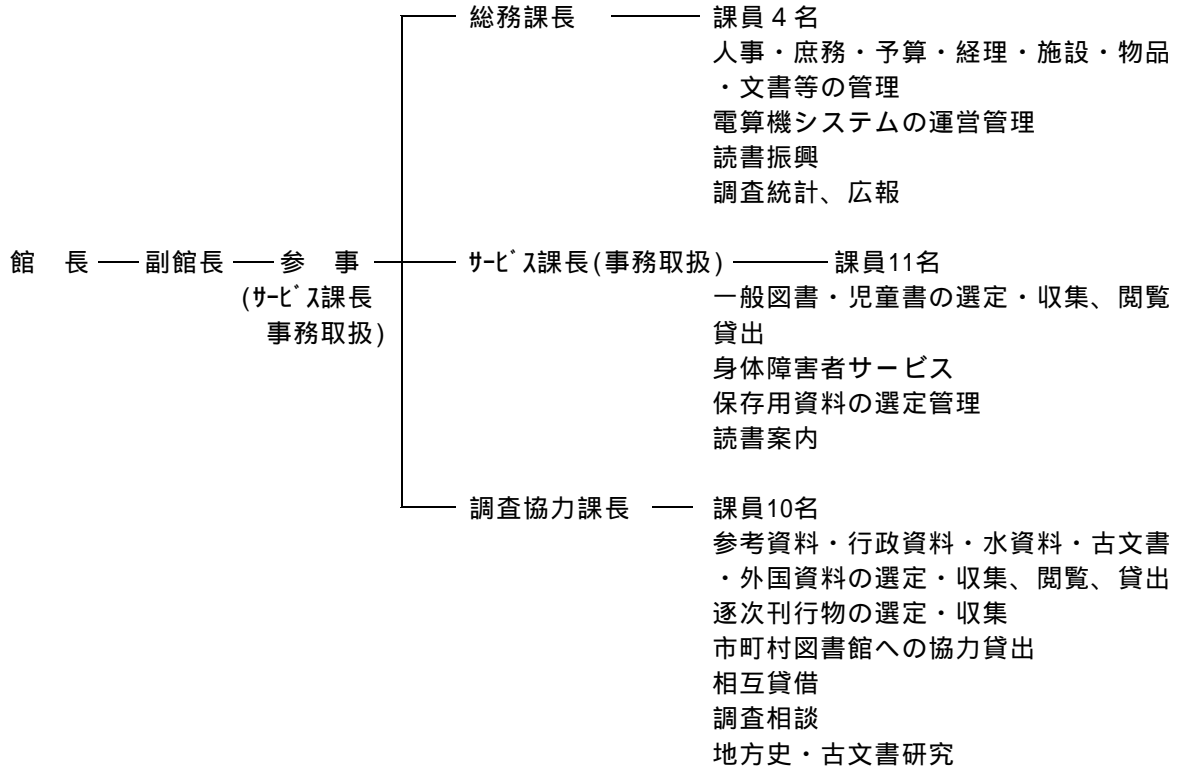 総務課長 課員4名
人事・庶務・予算・経理・施設・物品
・文書等の管理
電算機システムの運営管理
読書振興
調査統計、広報
館 長 副館長 参 事 ｻｰﾋﾞｽ課長(事務取扱) 課員11名
(ｻｰﾋﾞｽ課長
事務取扱)
一般図書・児童書の選定・収集、閲覧
貸出
身体障害者サービス
保存用資料の選定管理
読書案内
調査協力課長 課員10名
参考資料・行政資料・水資料・古文書
・外国資料の選定・収集、閲覧、貸出
逐次刊行物の選定・収集
市町村図書館への協力貸出
相互貸借
調査相談
地方史・古文書研究